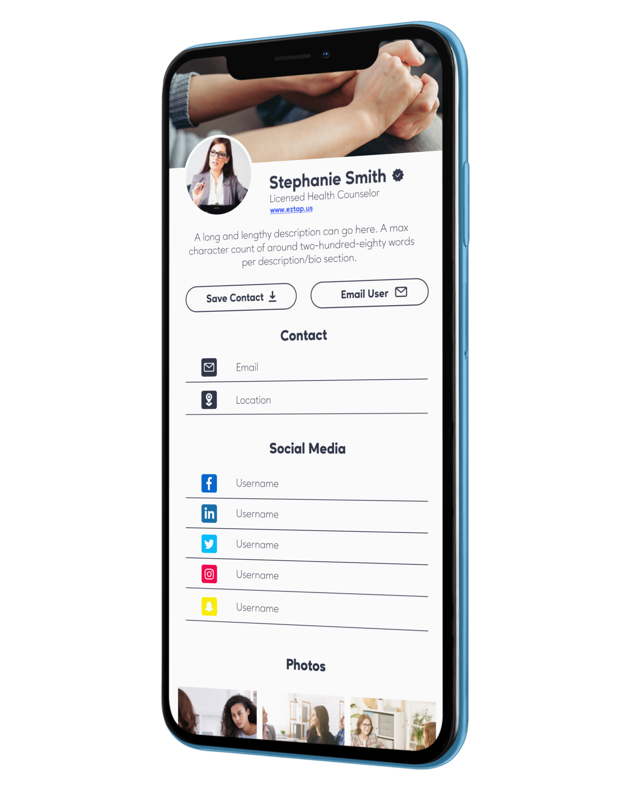 Stephanie Smith
Licensed Health Counselor
www.eztap.us
A long and lengthy description can go here. A max
character count of around two-hundred-eighty words
per description/bio section.
Save Contact
Email User
Contact
Email
Location
Social Media
f Username
in Username
Username
Username
Username
Photos